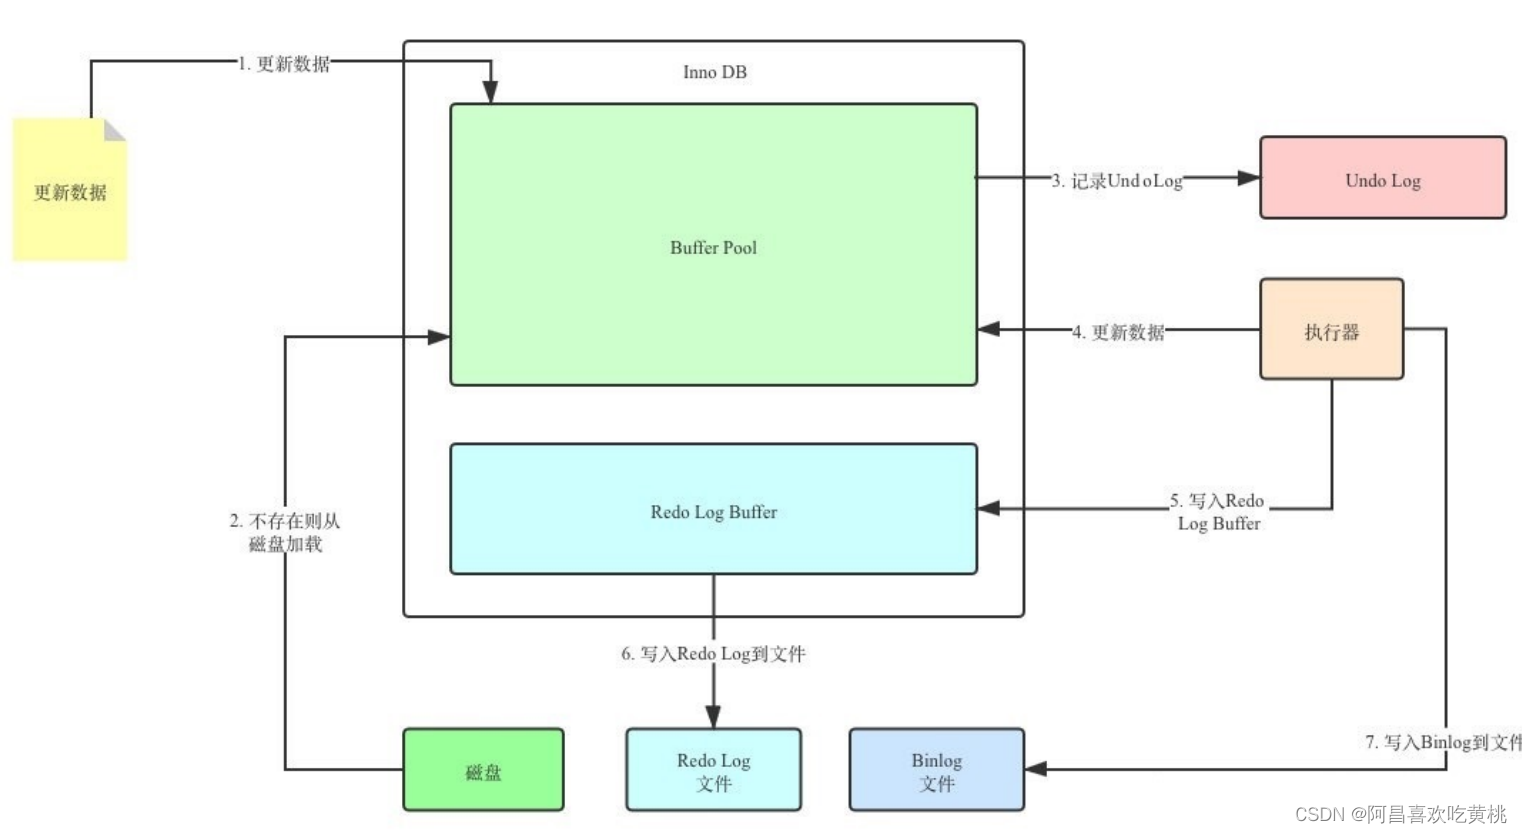 1. 更新数据
Inno DB
更新数据
Buffer Pool
3. 记录UndoLog
Undo Log
4. 更新数据
执行器
2. 不存在则从
磁盘加载
Redo Log Buffer
5. 写入Redo
Log Buffer
6. 写入Redo Log到文件
磁盘
Redo Log
文件
Binlog
文件
7. 写入Binlog到文件
CSDN @阿昌喜欢吃黄桃